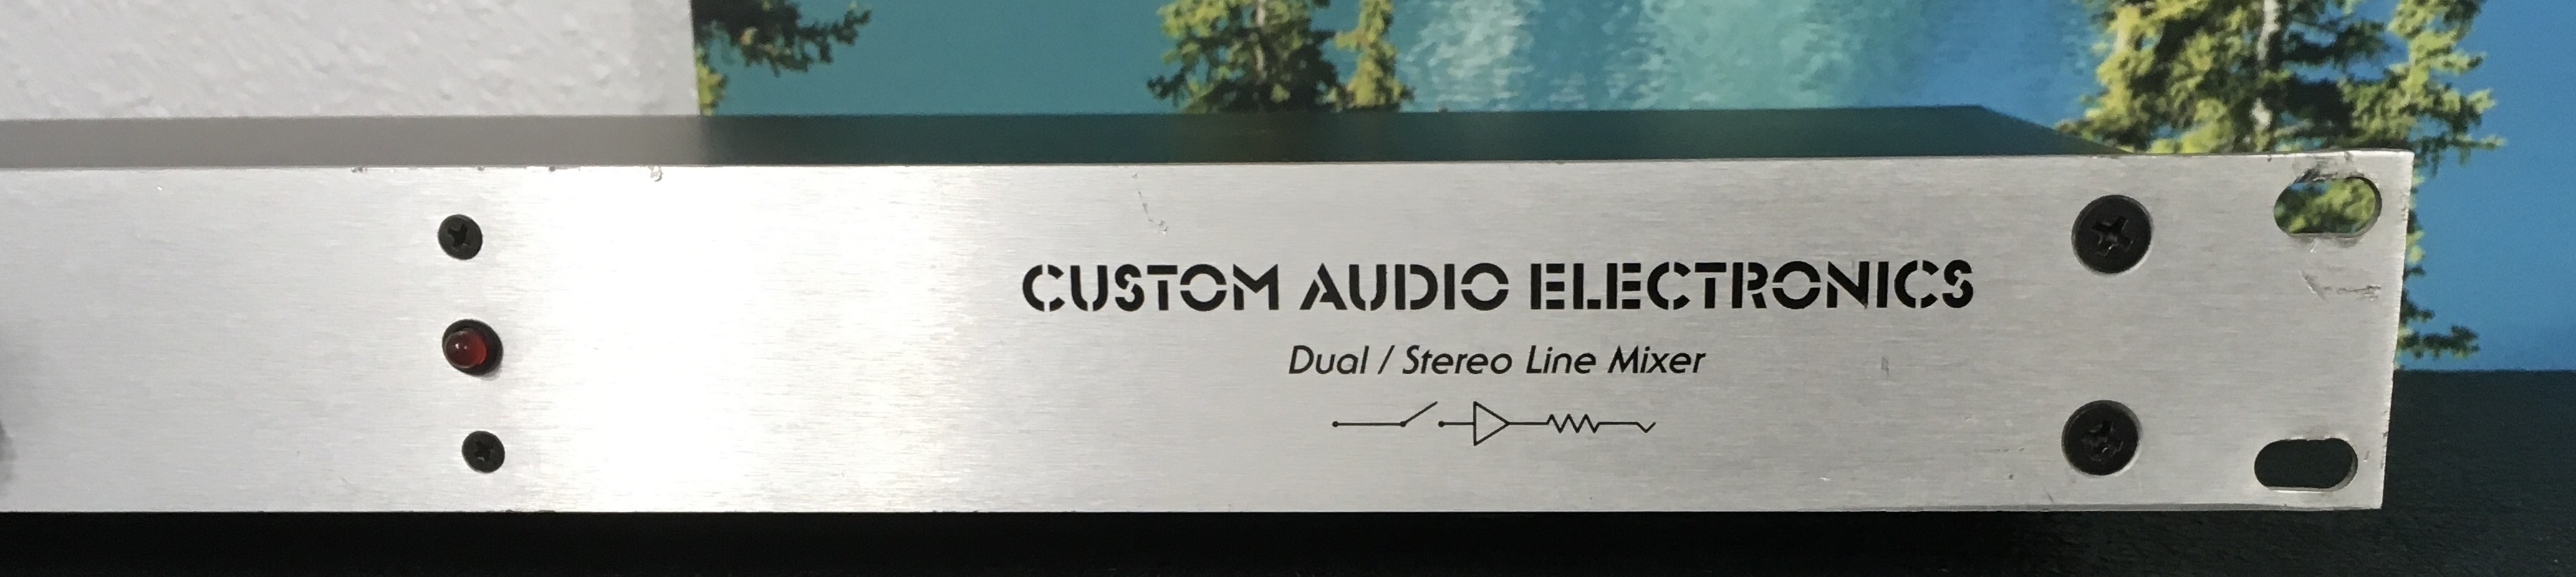 CUSTOM AUDIO ELECTRONICS
Dual / Stereo Line Mixer